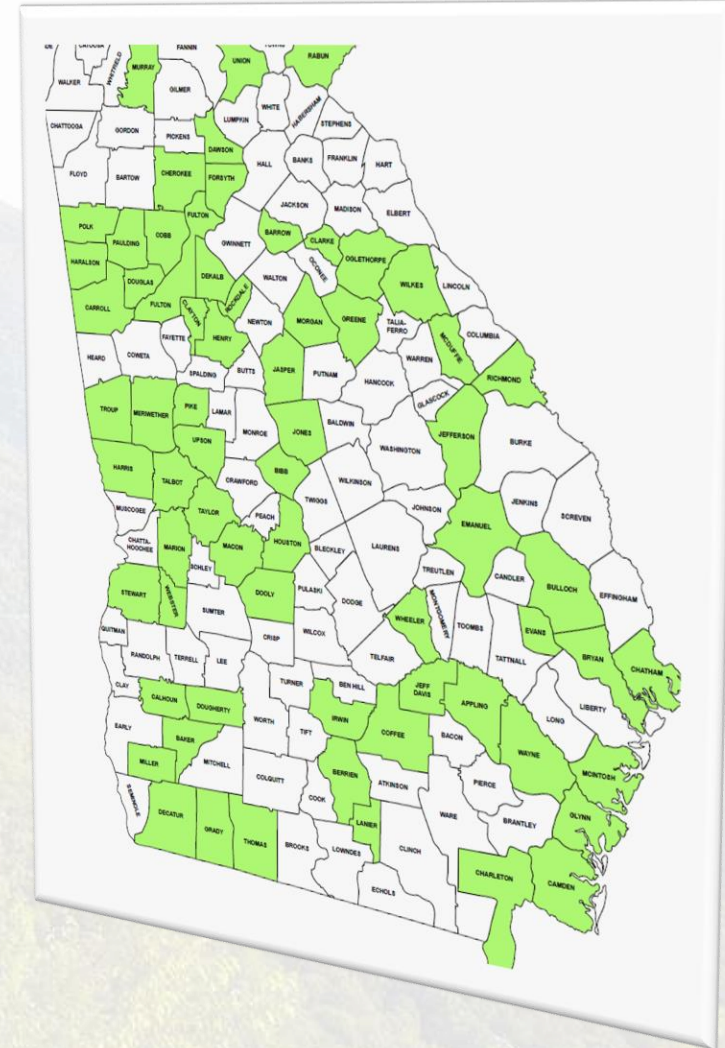 UNION
RABUN
FANNIN
MURRAY
WHITFIELD
WALKER
GILMER
WHITE
HABERSHAM
LUMPKIN
STEPHENS
CHATTOOGA
GORDON
PICKENS
DAWSON
HALL
BANKS
FRANKLIN
HART
FLOYD
BARTOW
CHEROKEE
FORSYTH
JACKSON
MADISON
ELBERT
FULTON
POLK
PAULDING
COBB
GWINNETT
BARROW
CLARKE
OGLETHORPE
OCONEE
HARALSON
DOUGLAS
DEKALB
ROCKDALE
WALTON
WILKES
LINCOLN
CARROLL
FULTON
CLAYTON
HENRY
NEWTON
MORGAN
GREENE
TALIA-
FERRO
MCDUFFIE
COLUMBIA
HEARD
COWETA
FAYETTE
SPALDING
BUTTS
JASPER
PUTNAM
HANCOCK
WARREN
GLASCOCK
RICHMOND
TROUP
MERIWETHER
PIKE
LAMAR
MONROE
JONES
BALDWIN
WASHINGTON
JEFFERSON
BURKE
UPSON
HARRIS
TALBOT
CRAWFORD
BIBB
TWIGGS
WILKINSON
JOHNSON
JENKINS
SCREVEN
EMANUEL
MUSCOGEE
TAYLOR
PEACH
CHATTA-
HOOCHEE
MARION
MACON
HOUSTON
BLECKLEY
LAURENS
TREUTLEN
CANDLER
BULLOCH
EFFINGHAM
SCHLEY
STEWART
WEBSTER
SUMTER
DOOLY
PULASKI
DODGE
WHEELER
MONTGOMERY
TOOMBS
TATTNALL
EVANS
BRYAN
CHATHAM
QUITMAN
RANDOLPH
TERRELL
LEE
CRISP
WILCOX
TELFAIR
CLAY
CALHOUN
DOUGHERTY
TURNER
BEN HILL
JEFF
DAVIS
APPLING
LONG
LIBERTY
EARLY
BAKER
WORTH
TIFT
IRWIN
COFFEE
BACON
WAYNE
MCINTOSH
MILLER
MITCHELL
COLQUITT
BERRIEN
ATKINSON
PIERCE
SEMINOLE
DECATUR
GRADY
THOMAS
BROOKS
COOK
LANIER
LOWNDES
WARE
BRANTLEY
GLYNN
ECHOLS
CLINCH
CHARLETON
CAMDEN